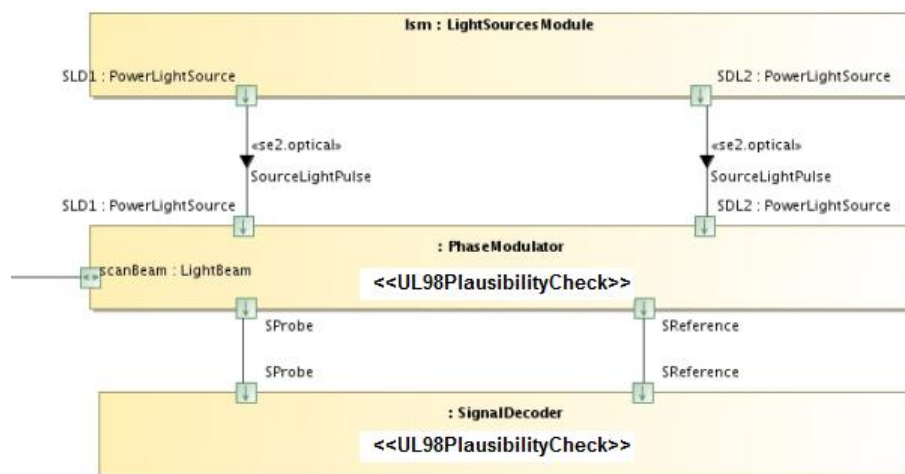 lsm : LightSourcesModule
SLD1 : PowerLightSource
SDL2 : PowerLightSource
«se2.optical»
«se2.optical»
SourceLightPulse
SourceLightPulse
SLD1 : PowerLightSource
SDL2 : PowerLightSource
: PhaseModulator
scanBeam : LightBeam
<<UL98PlausibilityCheck>>
SProbe
SReference
SProbe
SReference
: SignalDecoder
<<UL98PlausibilityCheck>>